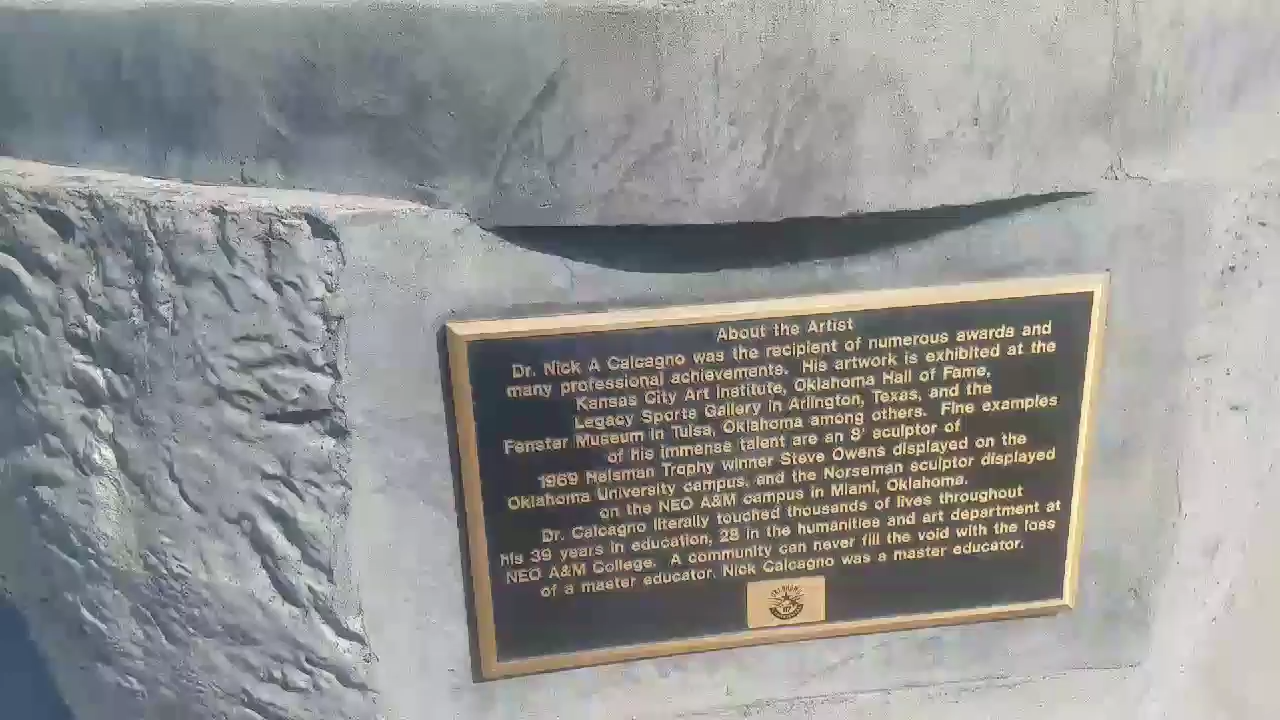 About the Artist
Dr. Nick A Calcagno was the recipient of numerous awards and
many professional achievements. His artwork is exhibited at the
Kansas City Art Institute, Oklahoma Hall of Fame,
Legacy Sports Gallery in Arlington, Texas, and the
Fenster Museum in Tulsa, Oklahoma among others. Fine examples
of his immense talent are an 8' sculptor of
1969 Heisman Trophy winner Steve Owens displayed on the
Oklahoma University campus, and the Norseman sculptor displayed
on the NEO A&M campus in Miami, Oklahoma.
Dr. Calcagno literally touched thousands of lives throughout
his 39 years in education, 28 in the humanities and art department at
NEO A&M College. A community can never fill the void with the loss
of a master educator. Nick Calcagno was a master educator.